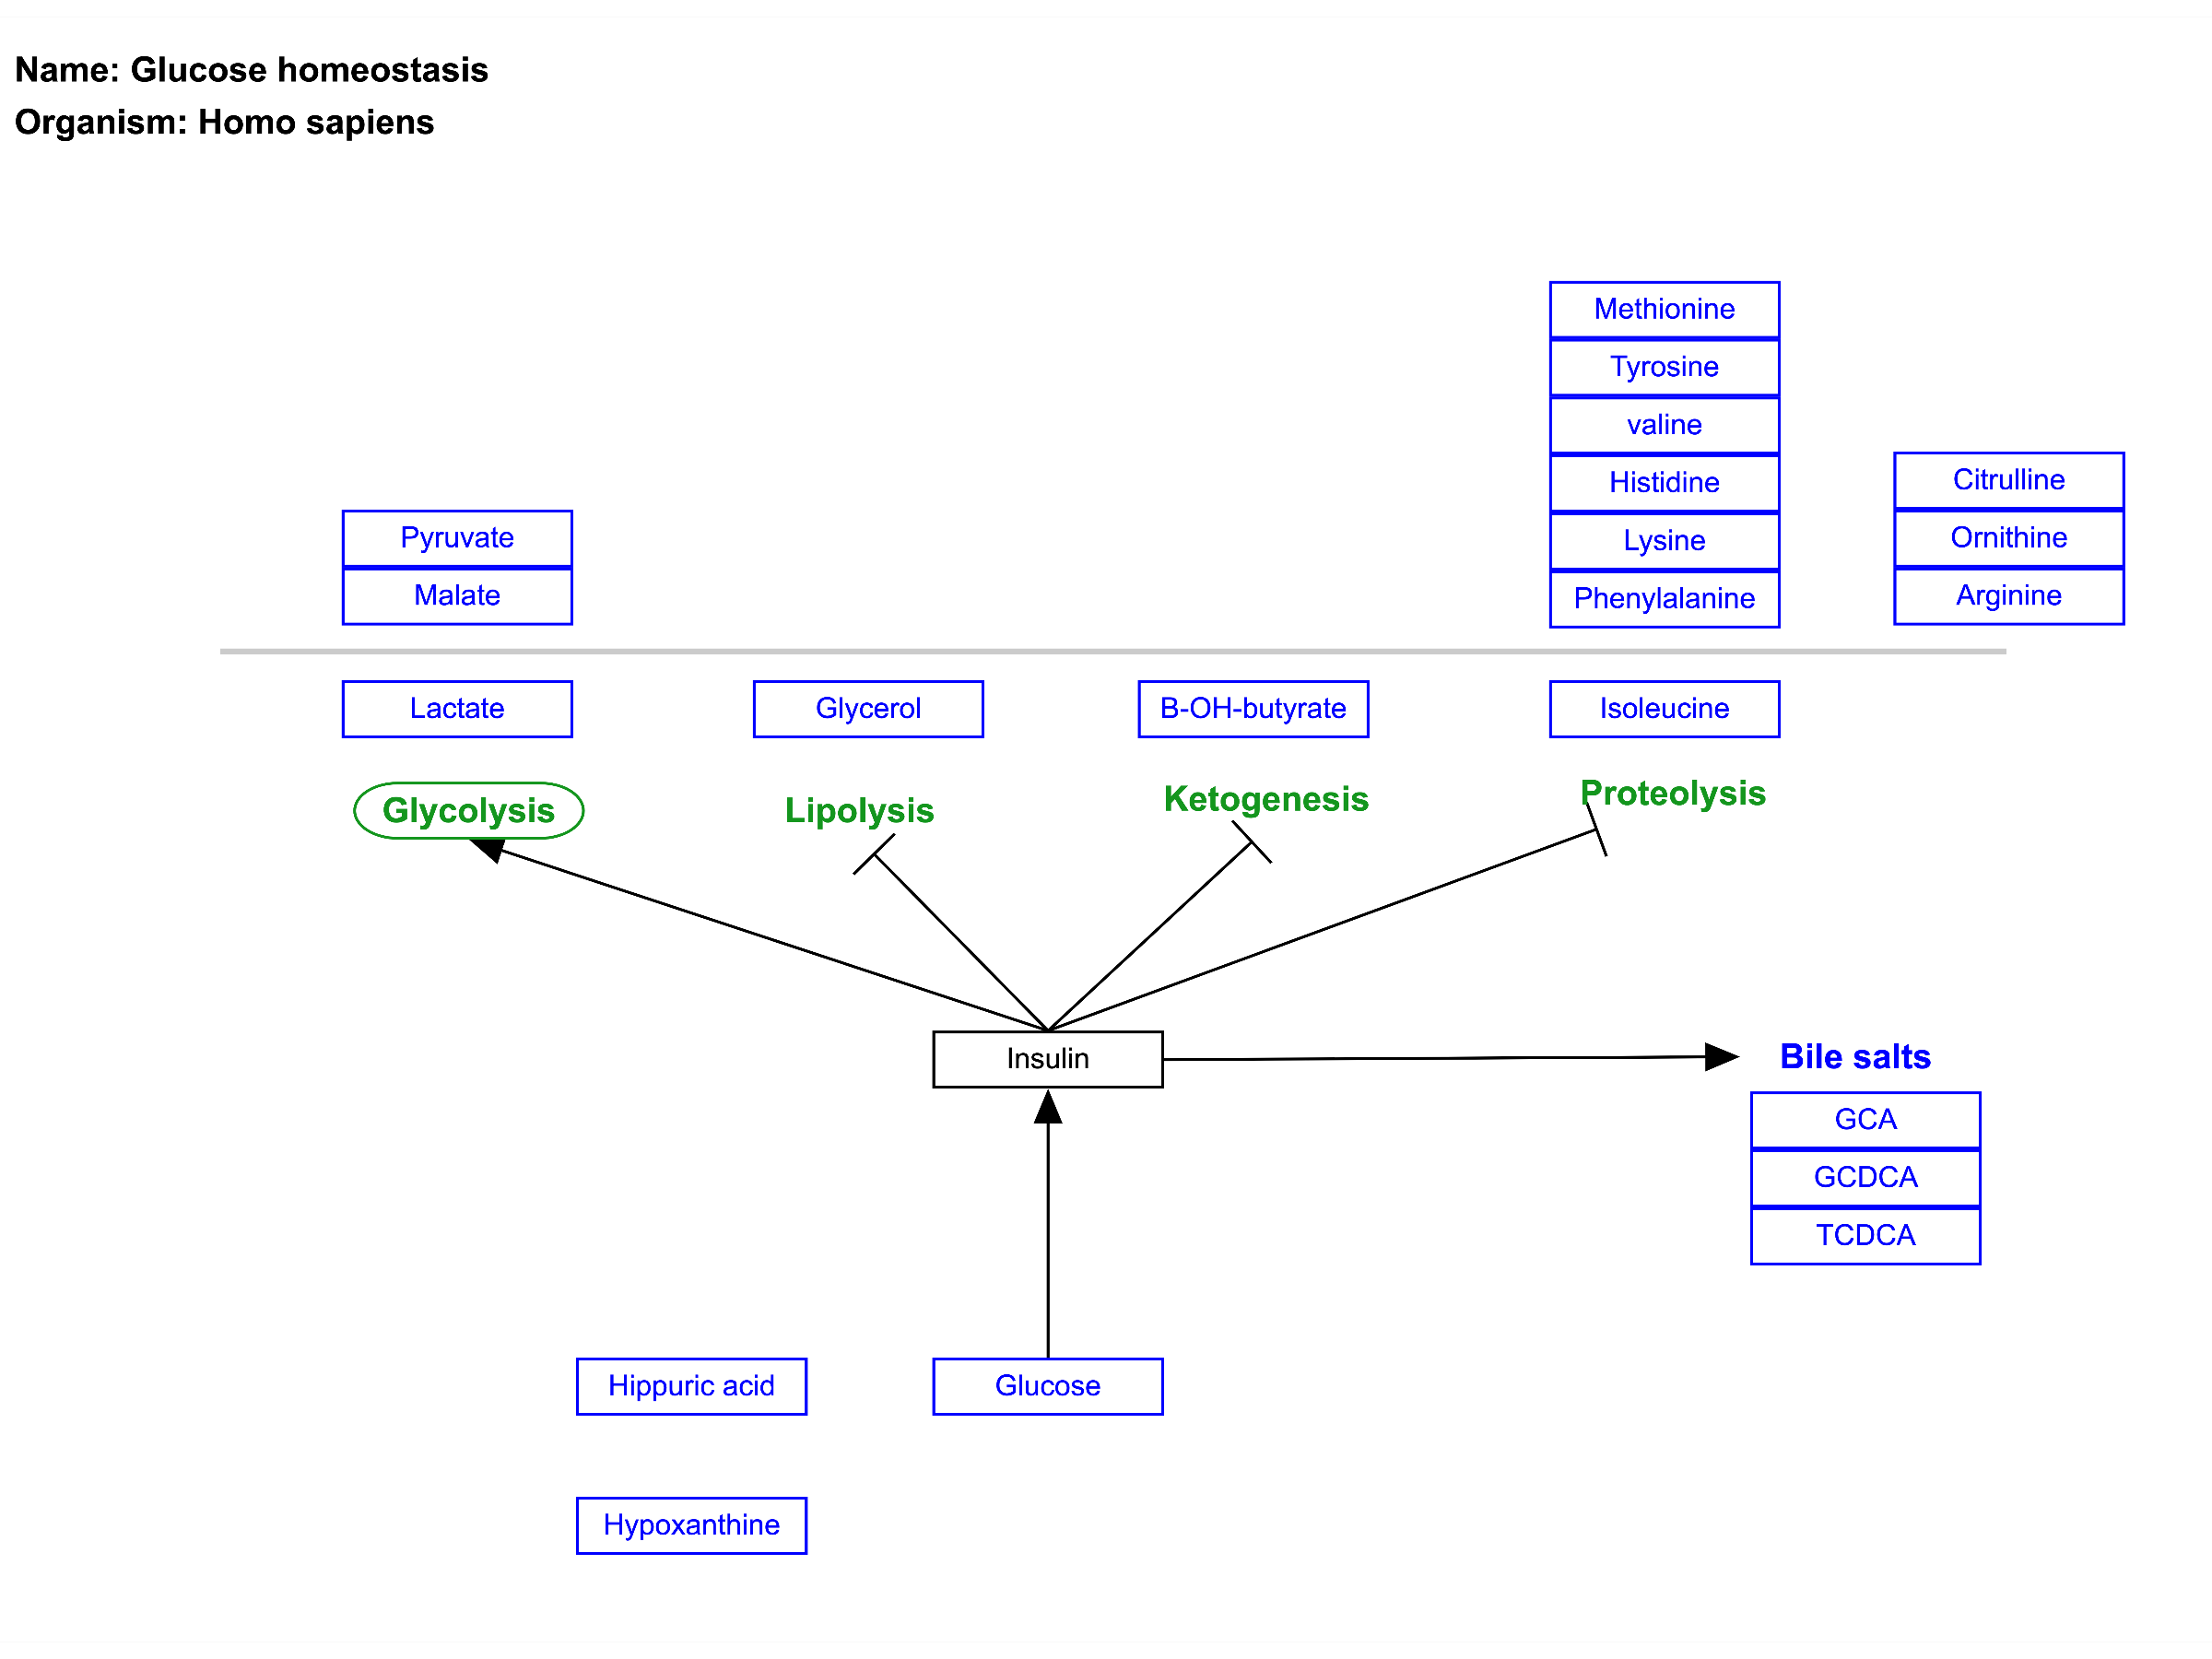 Name: Glucose homeostasis
Organism: Homo sapiens
Methionine
Tyrosine
valine
Histidine
Lysine
Phenylalanine
Citrulline
Ornithine
Arginine
Pyruvate
Malate
Lactate
Glycerol
B-OH-butyrate
Isoleucine
Glycolysis
Lipolysis
Ketogenesis
Proteolysis
Insulin
Bile salts
GCA
GCDCA
TCDCA
Hippuric acid
Glucose
Hypoxanthine